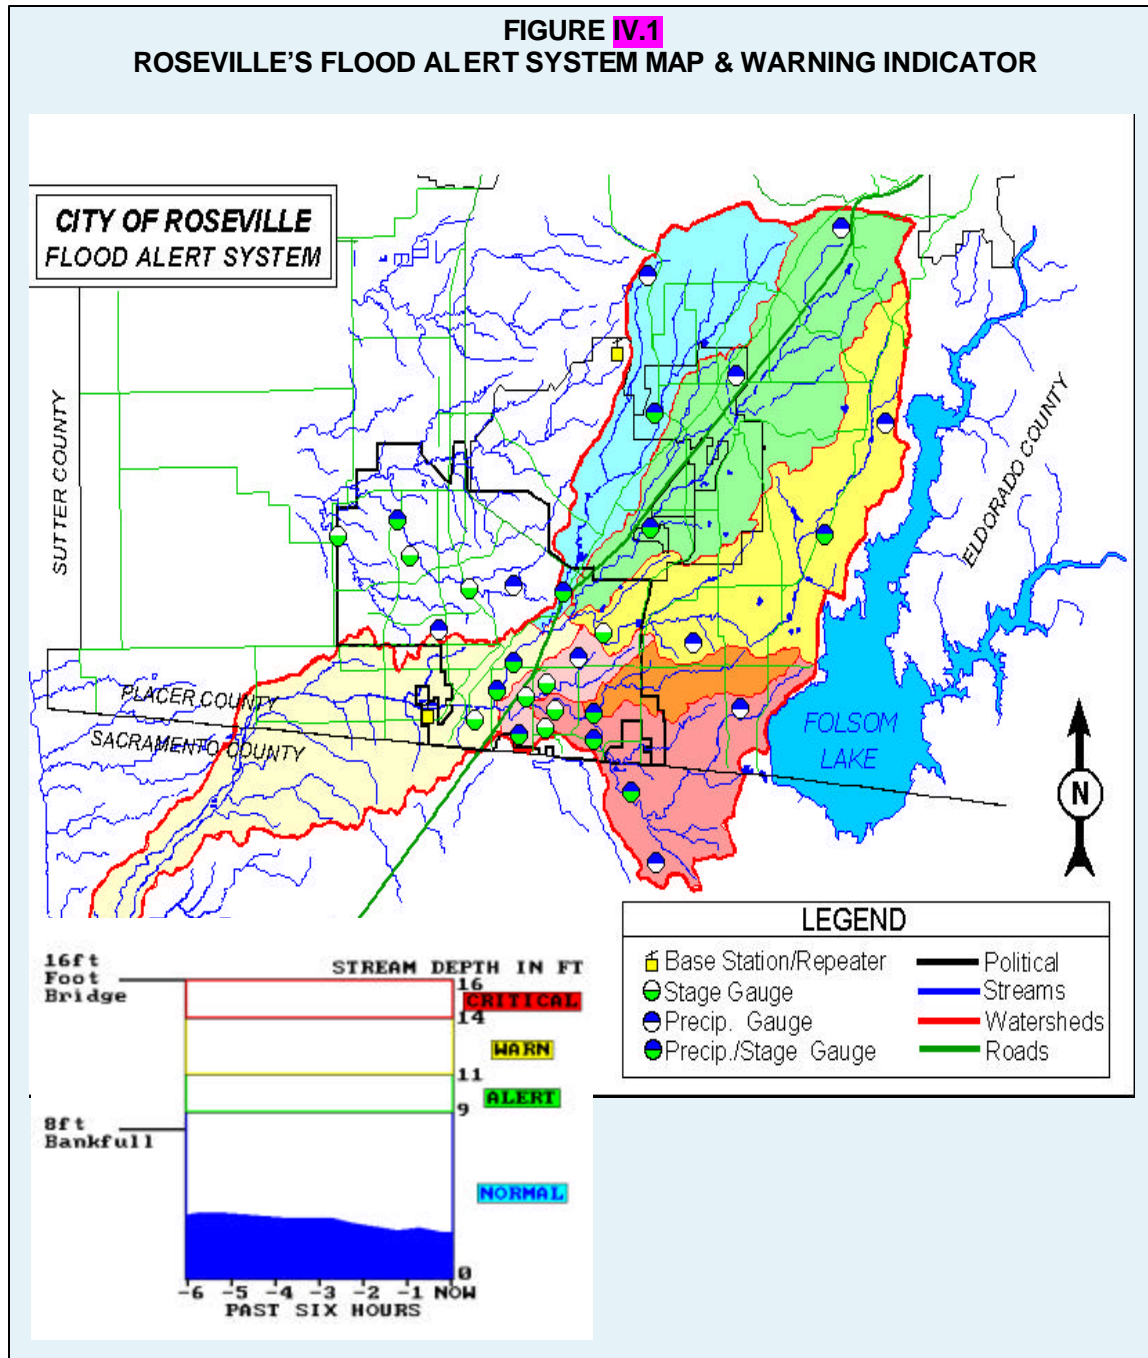 FIGURE IV.1
ROSEVILLE'S FLOOD ALERT SYSTEM MAP & WARNING INDICATOR
CITY OF ROSEVILLE
FLOOD ALERT SYSTEM
SUTTER COUNTY
ELDORADO COUNTY
PLACER COUNTY
SACRAMENTO COUNTY
FOLSOM
LAKE
N
LEGEND
Base Station/Repeater
Stage Gauge
Precip. Gauge
Precip./Stage Gauge
Political
Streams
Watersheds
Roads
16ft
Foot
Bridge
STREAM DEPTH IN FT
16
CRITICAL
14
WARN
11
ALERT
9
8ft
Bankfull
NORMAL
0
-6 -5 -4 -3 -2 -1 NOW
PAST SIX HOURS